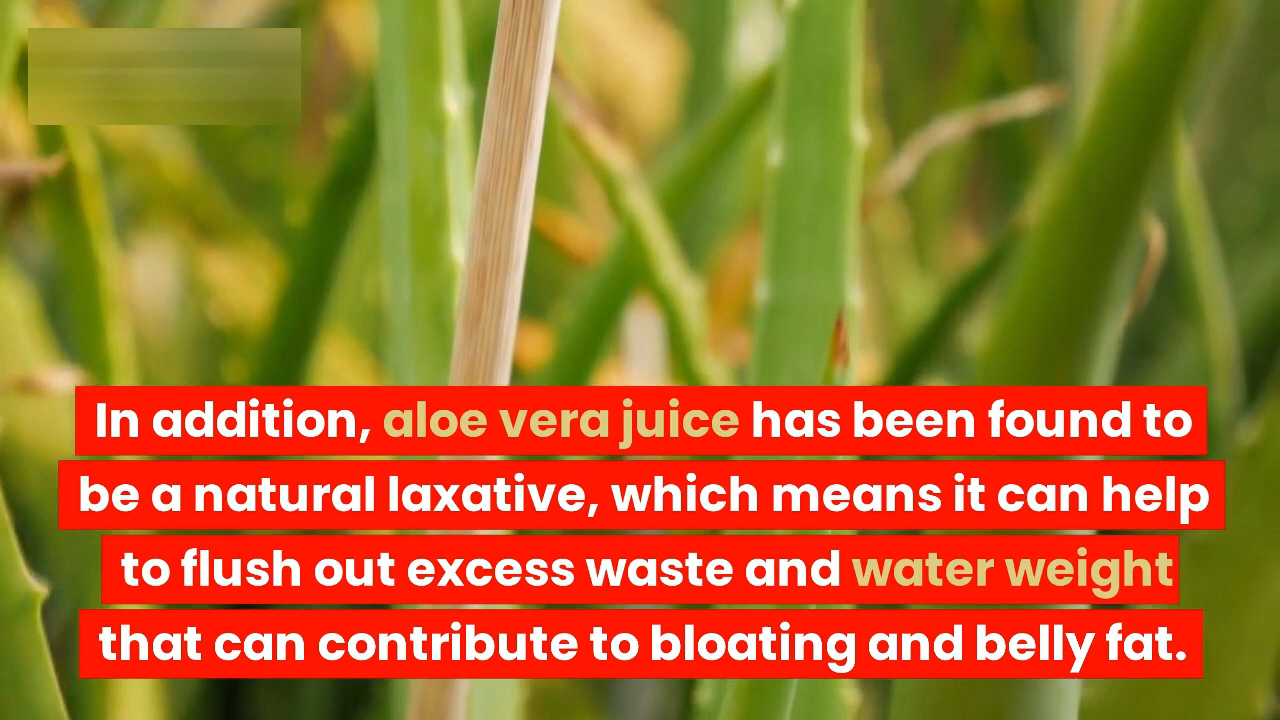 In addition, aloe vera juice has been found to
be a natural laxative, which means it can help
to flush out excess waste and water weight
that can contribute to bloating and belly fat.